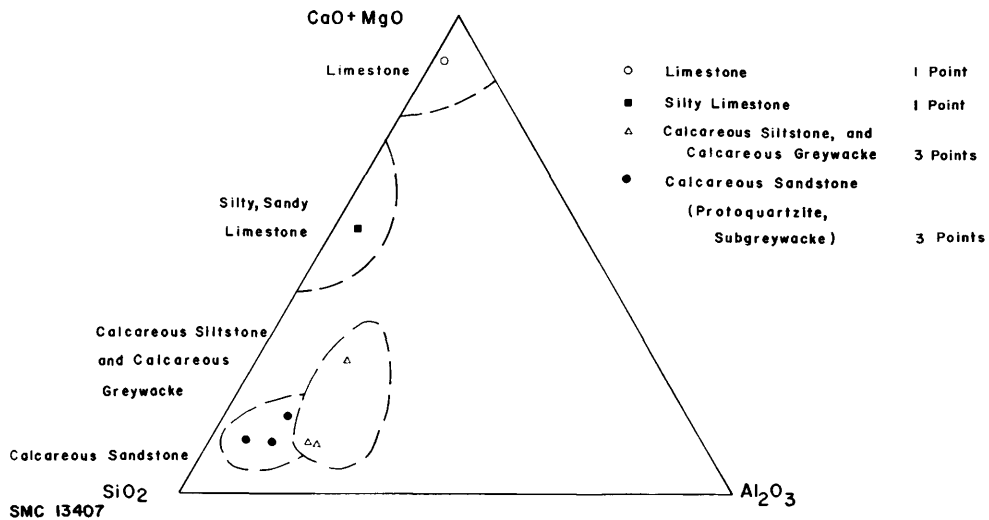 CaO + MgO
Limestone
Silty, Sandy
Limestone
Calcareous Siltstone
and Calcareous
Greywacke
Calcareous Sandstone
SiO₂
Al₂O₃
SMC 13407
Limestone 1 Point
Silty Limestone 1 Point
Calcareous Siltstone, and
Calcareous Greywacke 3 Points
Calcareous Sandstone
(Protoquartzite,
Subgreywacke) 3 Points